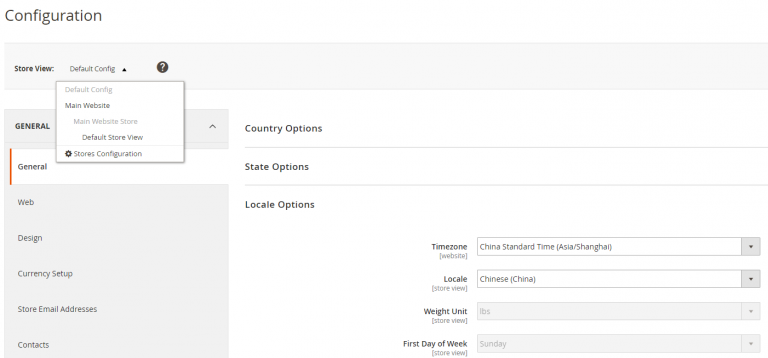 Configuration
Store View: Default Config ?
Default Config
Main Website
Main Website Store
Default Store View
Stores Configuration
GENERAL
General
Web
Design
Currency Setup
Store Email Addresses
Contacts
Country Options
State Options
Locale Options
Timezone China Standard Time (Asia/Shanghai)
[website]
Locale Chinese (China)
[store view]
Weight Unit lbs
[store view]
First Day of Week Sunday
[store view]